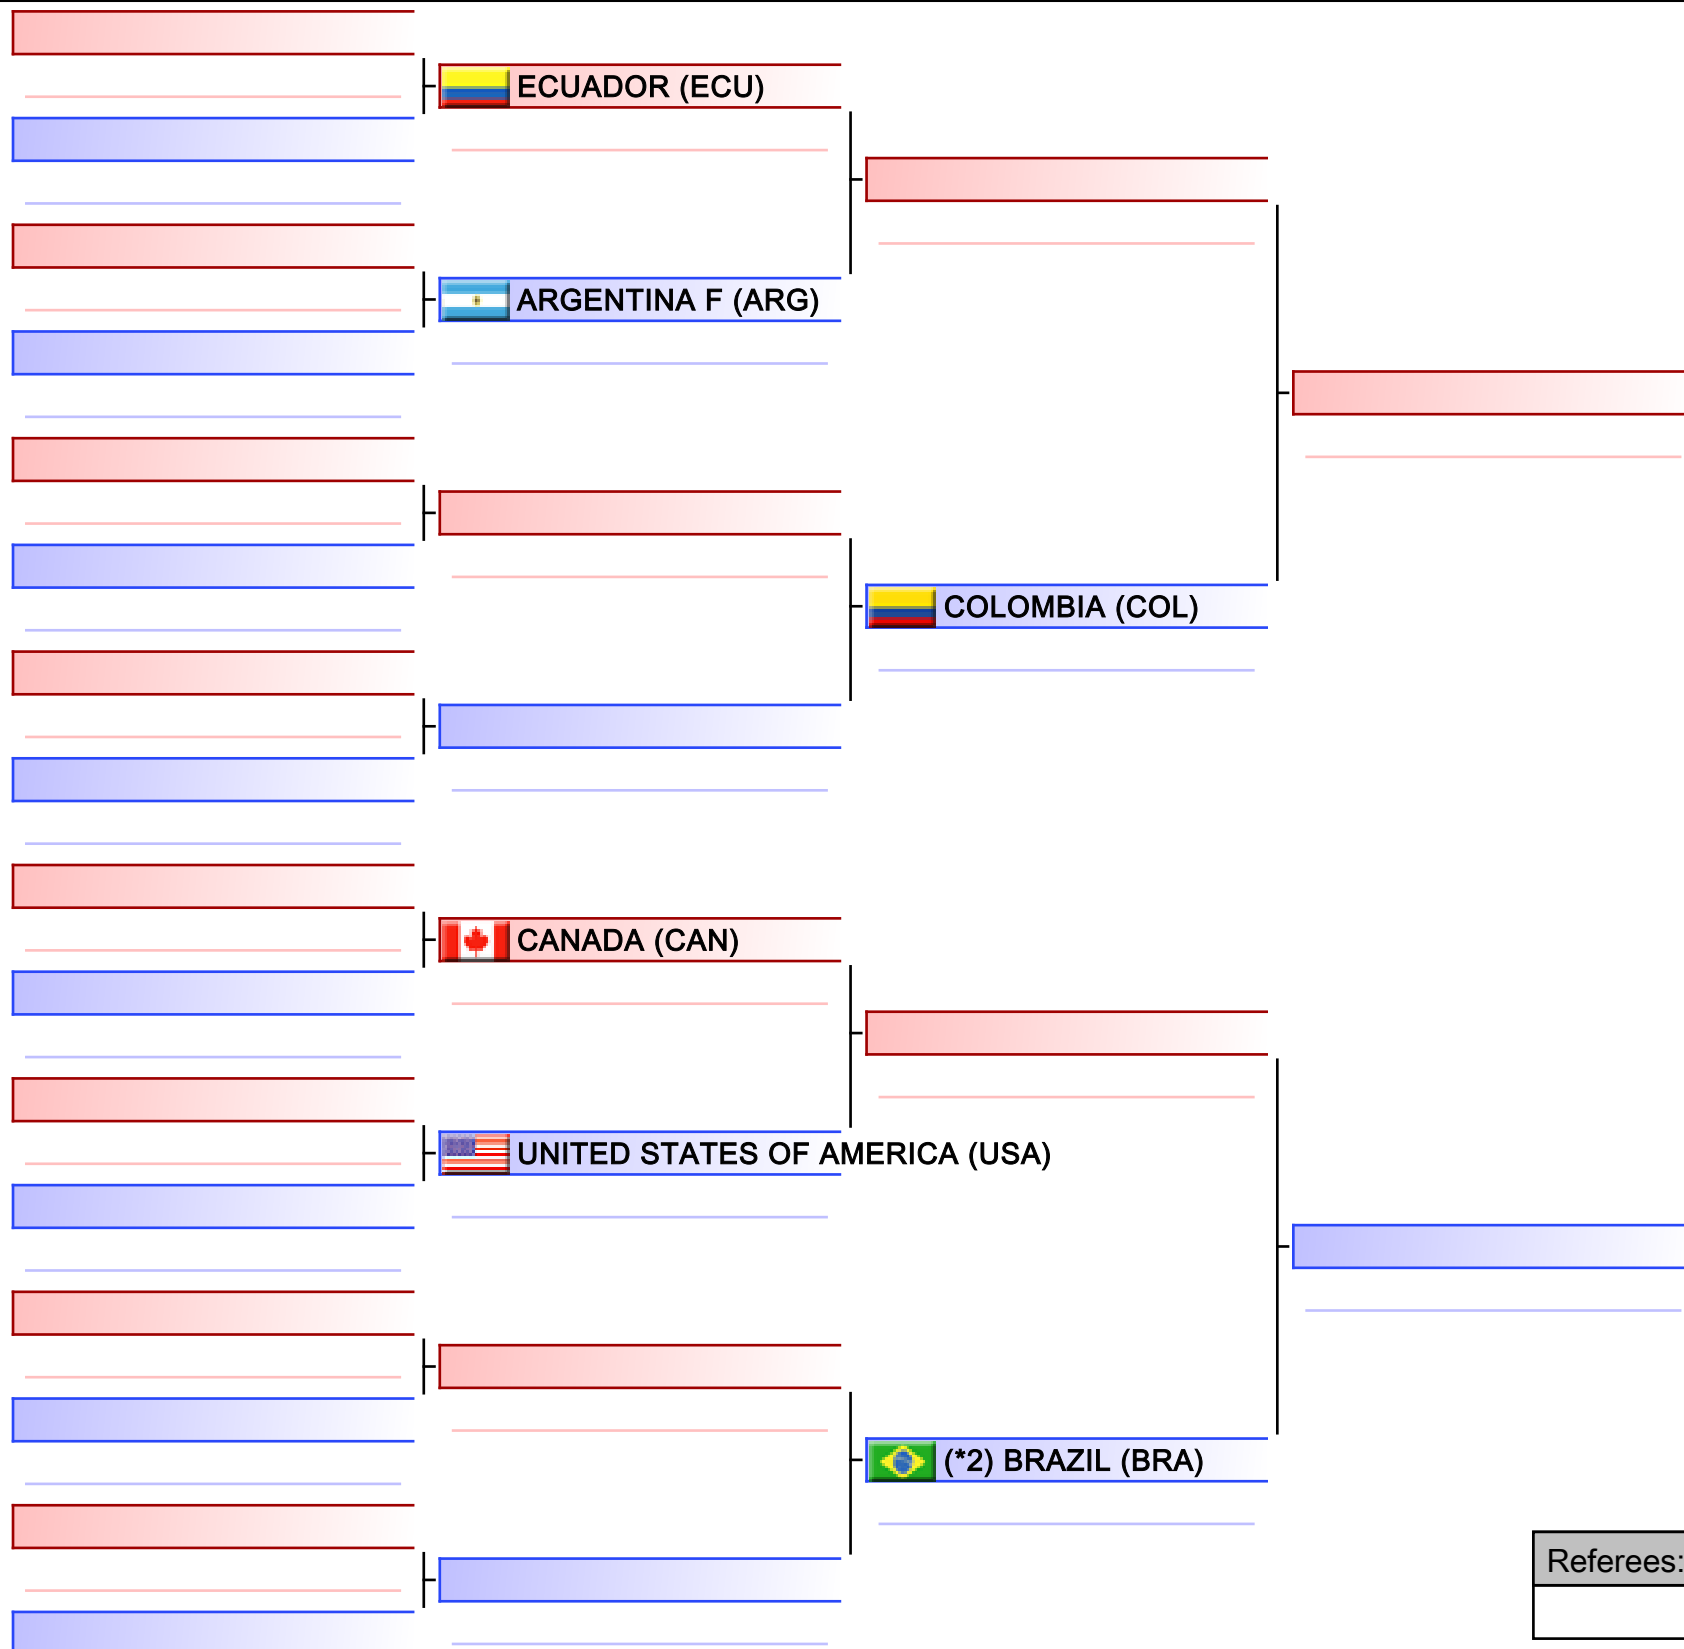 ECUADOR (ECU)
ARGENTINA F (ARG)
COLOMBIA (COL)
CANADA (CAN)
UNITED STATES OF AMERICA (USA)
(*2) BRAZIL (BRA)
Referees: